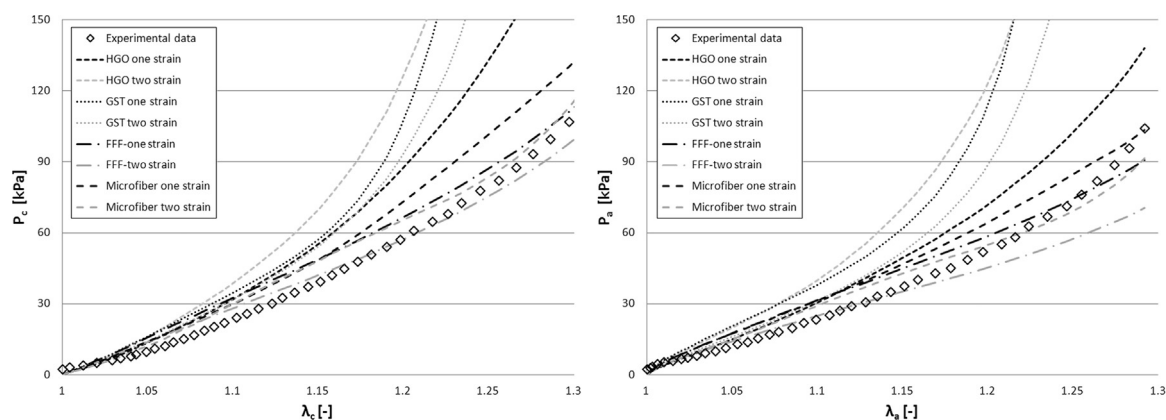 150
120
90
60
30
0
P_c [kPa]
Experimental data
HGO one strain
HGO two strain
GST one strain
GST two strain
FFF-one strain
FFF-two strain
Microfiber one strain
Microfiber two strain
1 1.05 1.1 1.15 1.2 1.25 1.3
λ_c [-]
150
120
90
60
30
0
P_a [kPa]
Experimental data
HGO one strain
HGO two strain
GST one strain
GST two strain
FFF-one strain
FFF-two strain
Microfiber one strain
Microfiber two strain
1 1.05 1.1 1.15 1.2 1.25 1.3
λ_a [-]